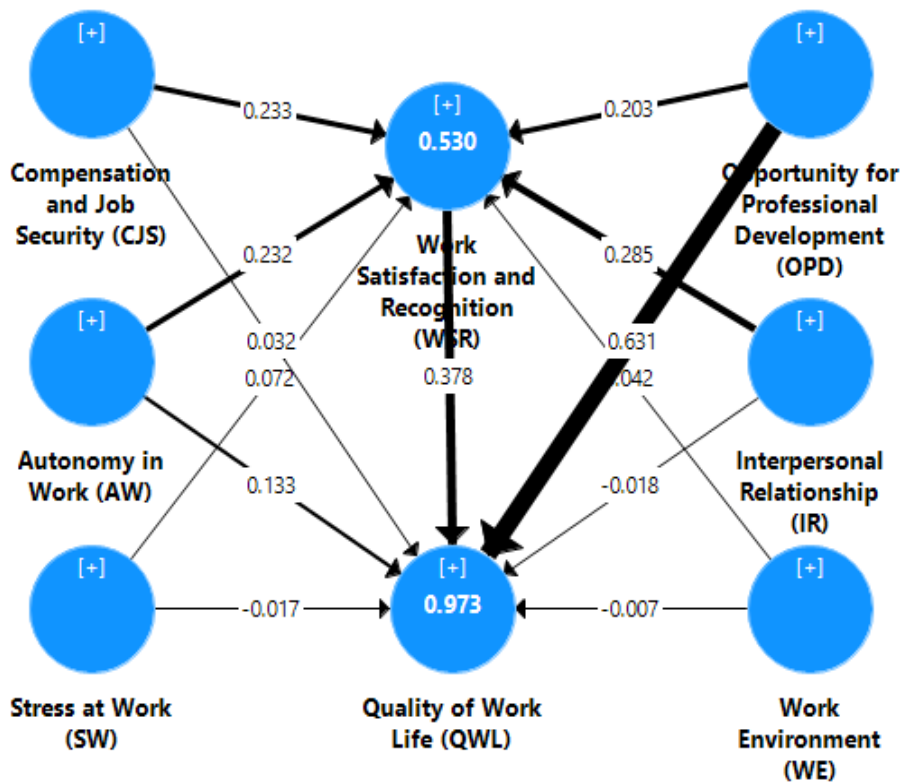 [+]
[+]
[+]
0.233
0.203
0.530
Compensation
and Job
Security (CJS)
Opportunity for
Professional
Development
(OPD)
0.232
Work
Satisfaction and
Recognition
(WSR)
0.285
[+]
[+]
0.032
0.631
0.072
0.378
0.042
Autonomy in
Work (AW)
0.133
-0.018
Interpersonal
Relationship
(IR)
[+]
[+]
[+]
-0.017
0.973
-0.007
Stress at Work
(SW)
Quality of Work
Life (QWL)
Work
Environment
(WE)